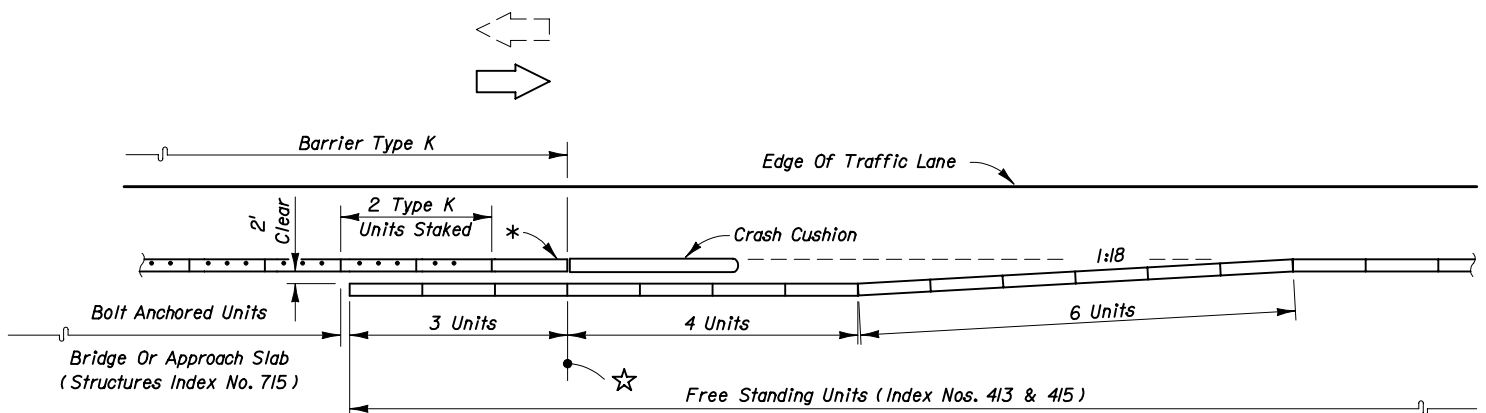 Barrier Type K
Edge Of Traffic Lane
2' Clear
2 Type K
Units Staked
*
Crash Cushion
1:18
Bolt Anchored Units
3 Units
4 Units
6 Units
Bridge Or Approach Slab
(Structures Index No. 715)
Free Standing Units (Index Nos. 413 & 415)